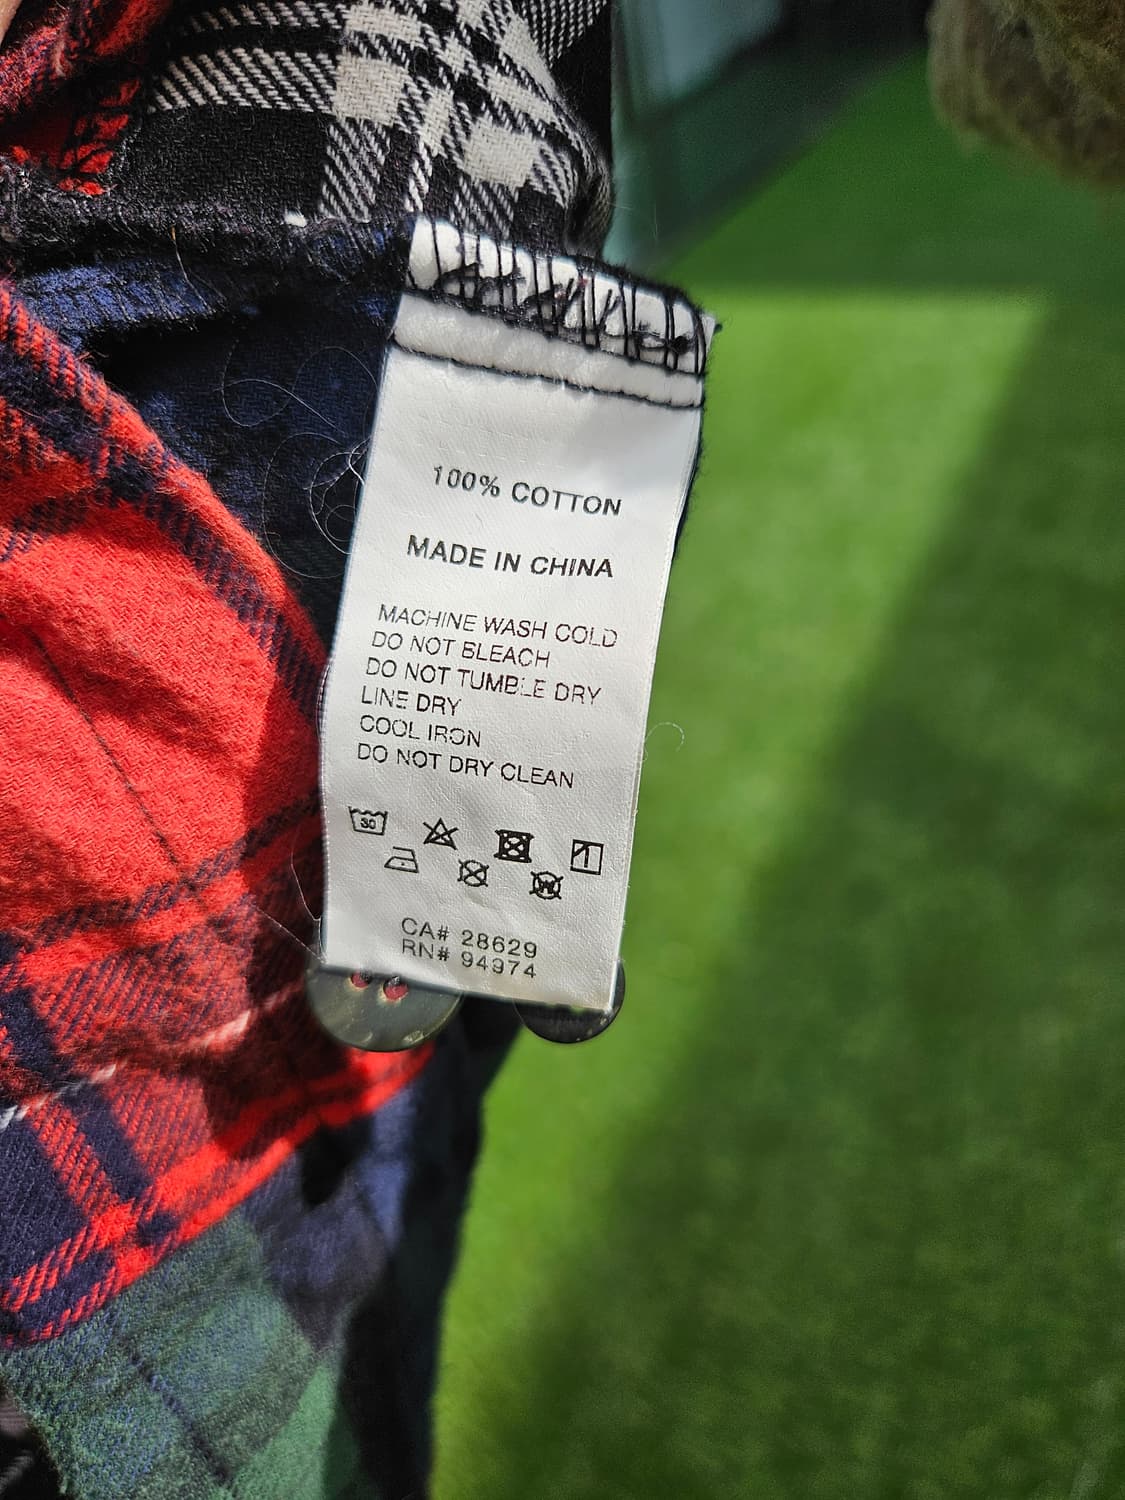 100% COTTON
MADE IN CHINA
MACHINE WASH COLD
DO NOT BLEACH
DO NOT TUMBLE DRY
LINE DRY
COOL IRON
DO NOT DRY CLEAN
30
W
CA# 28629
RN# 94974